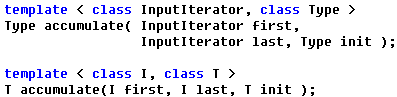 template < class InputIterator, class Type >
Type accumulate( InputIterator first,
InputIterator last, Type init );
template < class I, class T >
T accumulate(I first, I last, T init );